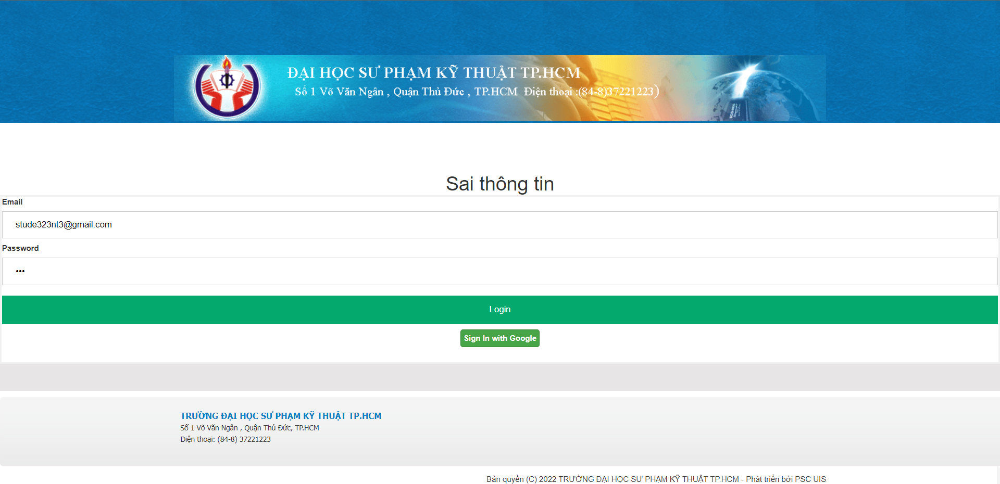 ĐẠI HỌC SƯ PHẠM KỸ THUẬT TP.HCM
Số 1 Võ Văn Ngân , Quận Thủ Đức , TP.HCM Điện thoại :(84-8)37221223)
Sai thông tin
Email
stude323nt3@gmail.com
Password
•••
Login
Sign In with Google
TRƯỜNG ĐẠI HỌC SƯ PHẠM KỸ THUẬT TP.HCM
Số 1 Võ Văn Ngân , Quận Thủ Đức, TP.HCM
Điện thoại: (84-8) 37221223
Bản quyền (C) 2022 TRƯỜNG ĐẠI HỌC SƯ PHẠM KỸ THUẬT TP.HCM - Phát triển bởi PSC UIS